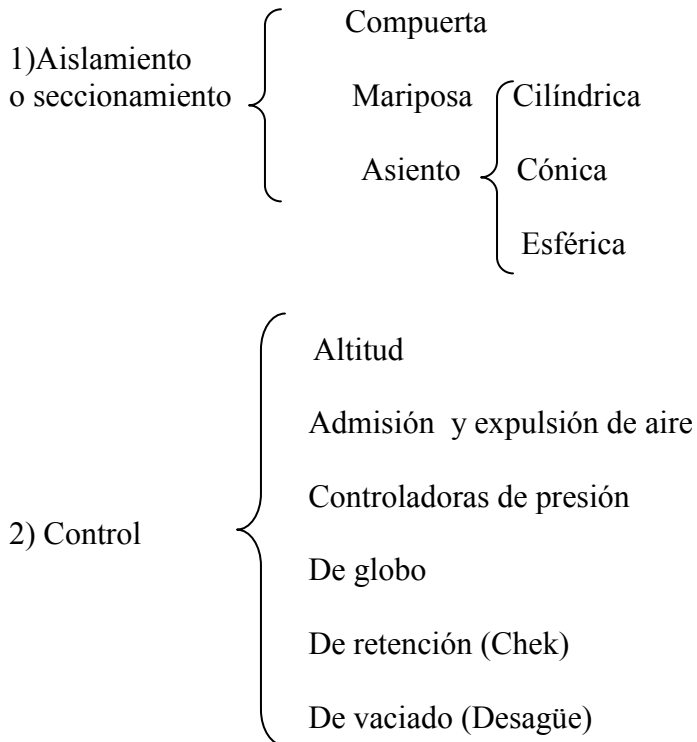 1)Aislamiento
o seccionamiento
Compuerta
Mariposa
Asiento
Cilíndrica
Cónica
Esférica
2) Control
Altitud
Admisión y expulsión de aire
Controladoras de presión
De globo
De retención (Chek)
De vaciado (Desagüe)